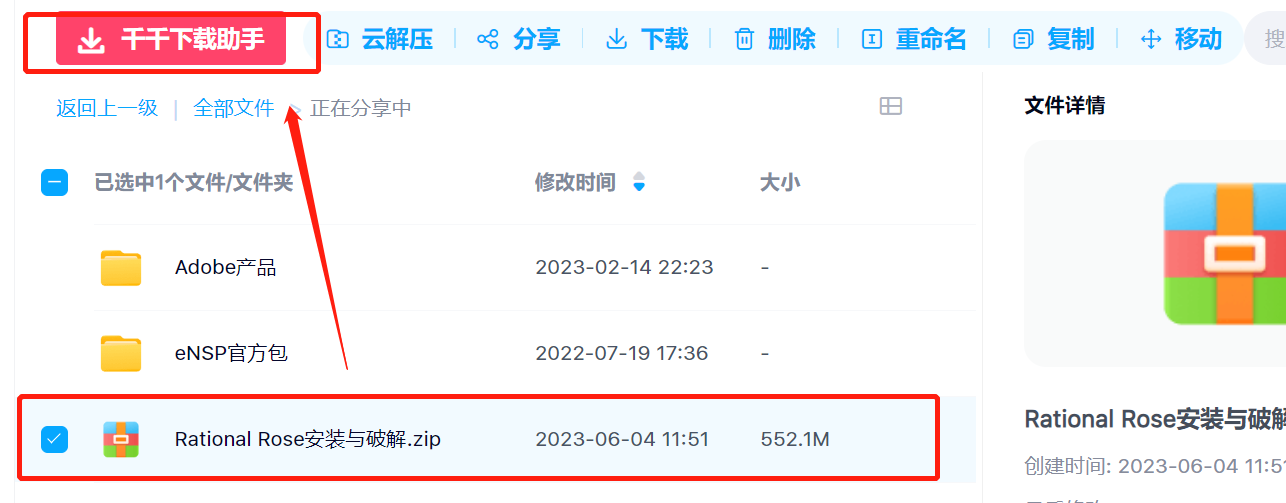 千千下载助手 云解压 分享 下载 删除 重命名 复制 移动 搜
返回上一级 | 全部文件 > 正在分享中
文件详情
已选中1个文件/文件夹 修改时间 大小
Adobe产品 2023-02-14 22:23 -
eNSP官方包 2022-07-19 17:36 -
Rational Rose安装与破解.zip 2023-06-04 11:51 552.1M
Rational Rose安装与破解
创建时间: 2023-06-04 11:51